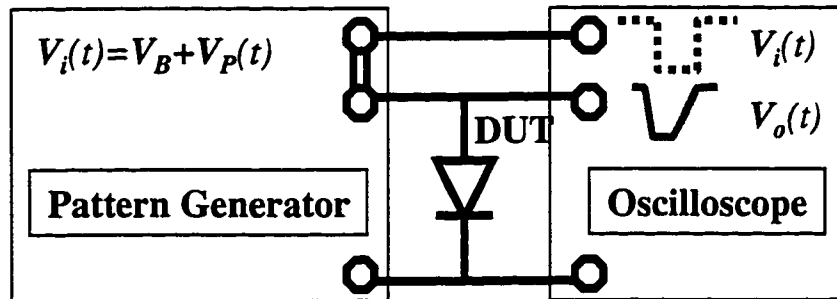 V_i(t)=V_B+V_P(t)
V_i(t)
V_o(t)
DUT
Pattern Generator
Oscilloscope